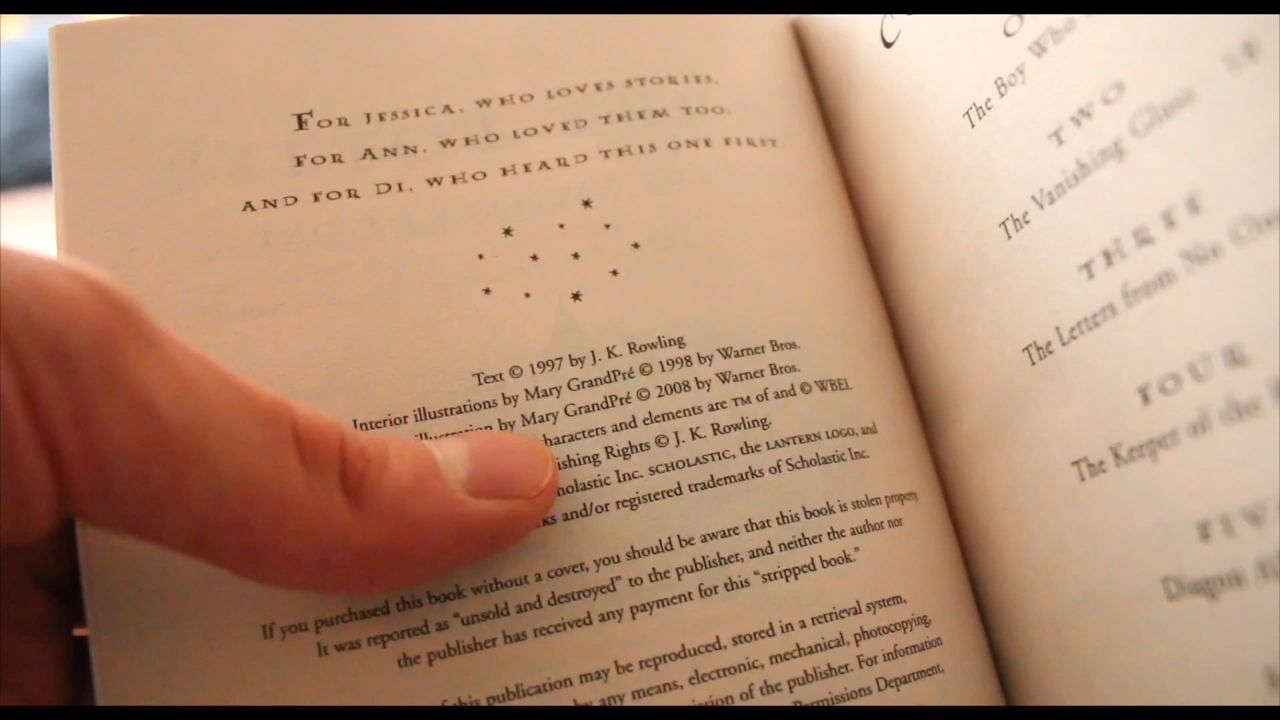 FOR JESSICA, WHO LOVES STORIES,
FOR ANN, WHO LOVED THEM TOO;
AND FOR DI, WHO HEARD THIS ONE FIRST
Text © 1997 by J. K. Rowling
Interior illustrations by Mary GrandPré © 1998 by Warner Bros.
by Mary GrandPré © 2008 by Warner Bros.
characters and elements are TM of and © WBEI.
ishing Rights © J. K. Rowling.
holastic Inc. SCHOLASTIC, the LANTERN LOGO, and
ks and/or registered trademarks of Scholastic Inc.
If you purchased this book without a cover, you should be aware that this book is stolen property.
It was reported as "unsold and destroyed" to the publisher, and neither the author nor
the publisher has received any payment for this "stripped book."
this publication may be reproduced, stored in a retrieval system,
by any means, electronic, mechanical, photocopying,
of the publisher. For information
Permissions Department,
The Boy Who
TWO
The Vanishing Glass · 18
THREE
The Letters from No One
FOUR
The Keeper of the
FIVE
Diagon